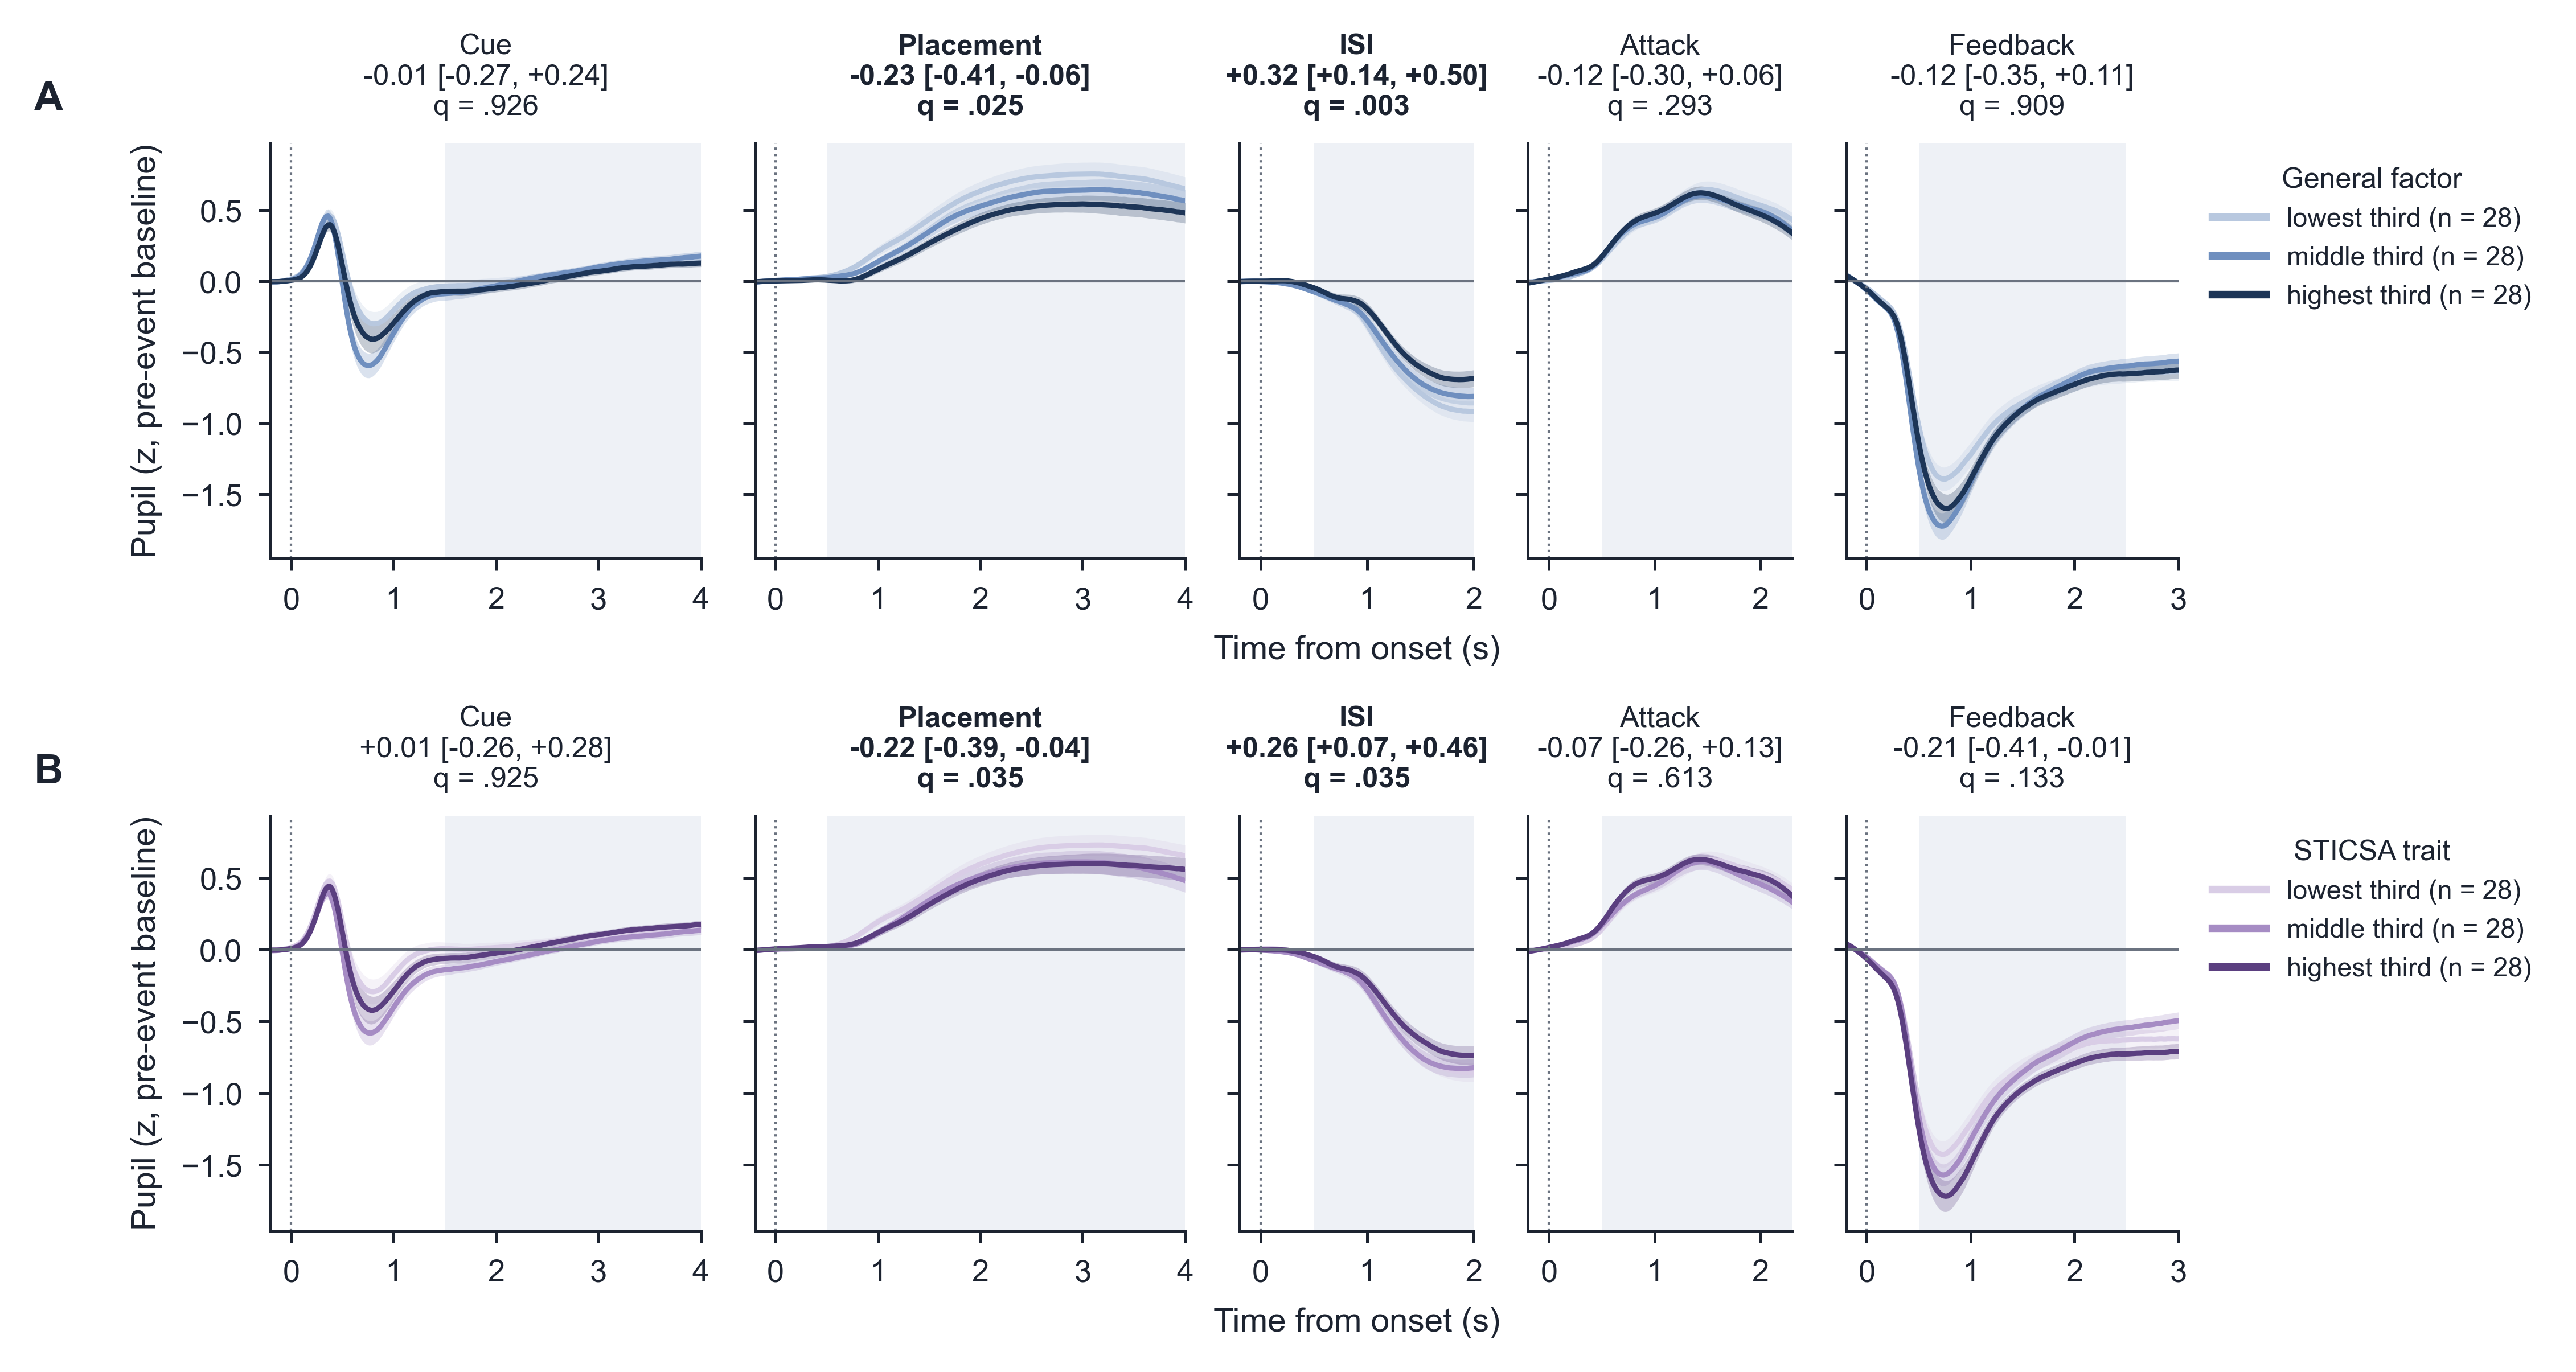 A
Cue
-0.01 [-0.27, +0.24]
q = .926
Placement
-0.23 [-0.41, -0.06]
q = .025
ISI
+0.32 [+0.14, +0.50]
q = .003
Attack
-0.12 [-0.30, +0.06]
q = .293
Feedback
-0.12 [-0.35, +0.11]
q = .909
Pupil (z, pre-event baseline)
0.5
0.0
−0.5
−1.0
−1.5
0 1 2 3 4
0 1 2 3 4
0 1 2
0 1 2
0 1 2 3
Time from onset (s)
General factor
lowest third (n = 28)
middle third (n = 28)
highest third (n = 28)
B
Cue
+0.01 [-0.26, +0.28]
q = .925
Placement
-0.22 [-0.39, -0.04]
q = .035
ISI
+0.26 [+0.07, +0.46]
q = .035
Attack
-0.07 [-0.26, +0.13]
q = .613
Feedback
-0.21 [-0.41, -0.01]
q = .133
Pupil (z, pre-event baseline)
0.5
0.0
−0.5
−1.0
−1.5
0 1 2 3 4
0 1 2 3 4
0 1 2
0 1 2
0 1 2 3
Time from onset (s)
STICSA trait
lowest third (n = 28)
middle third (n = 28)
highest third (n = 28)